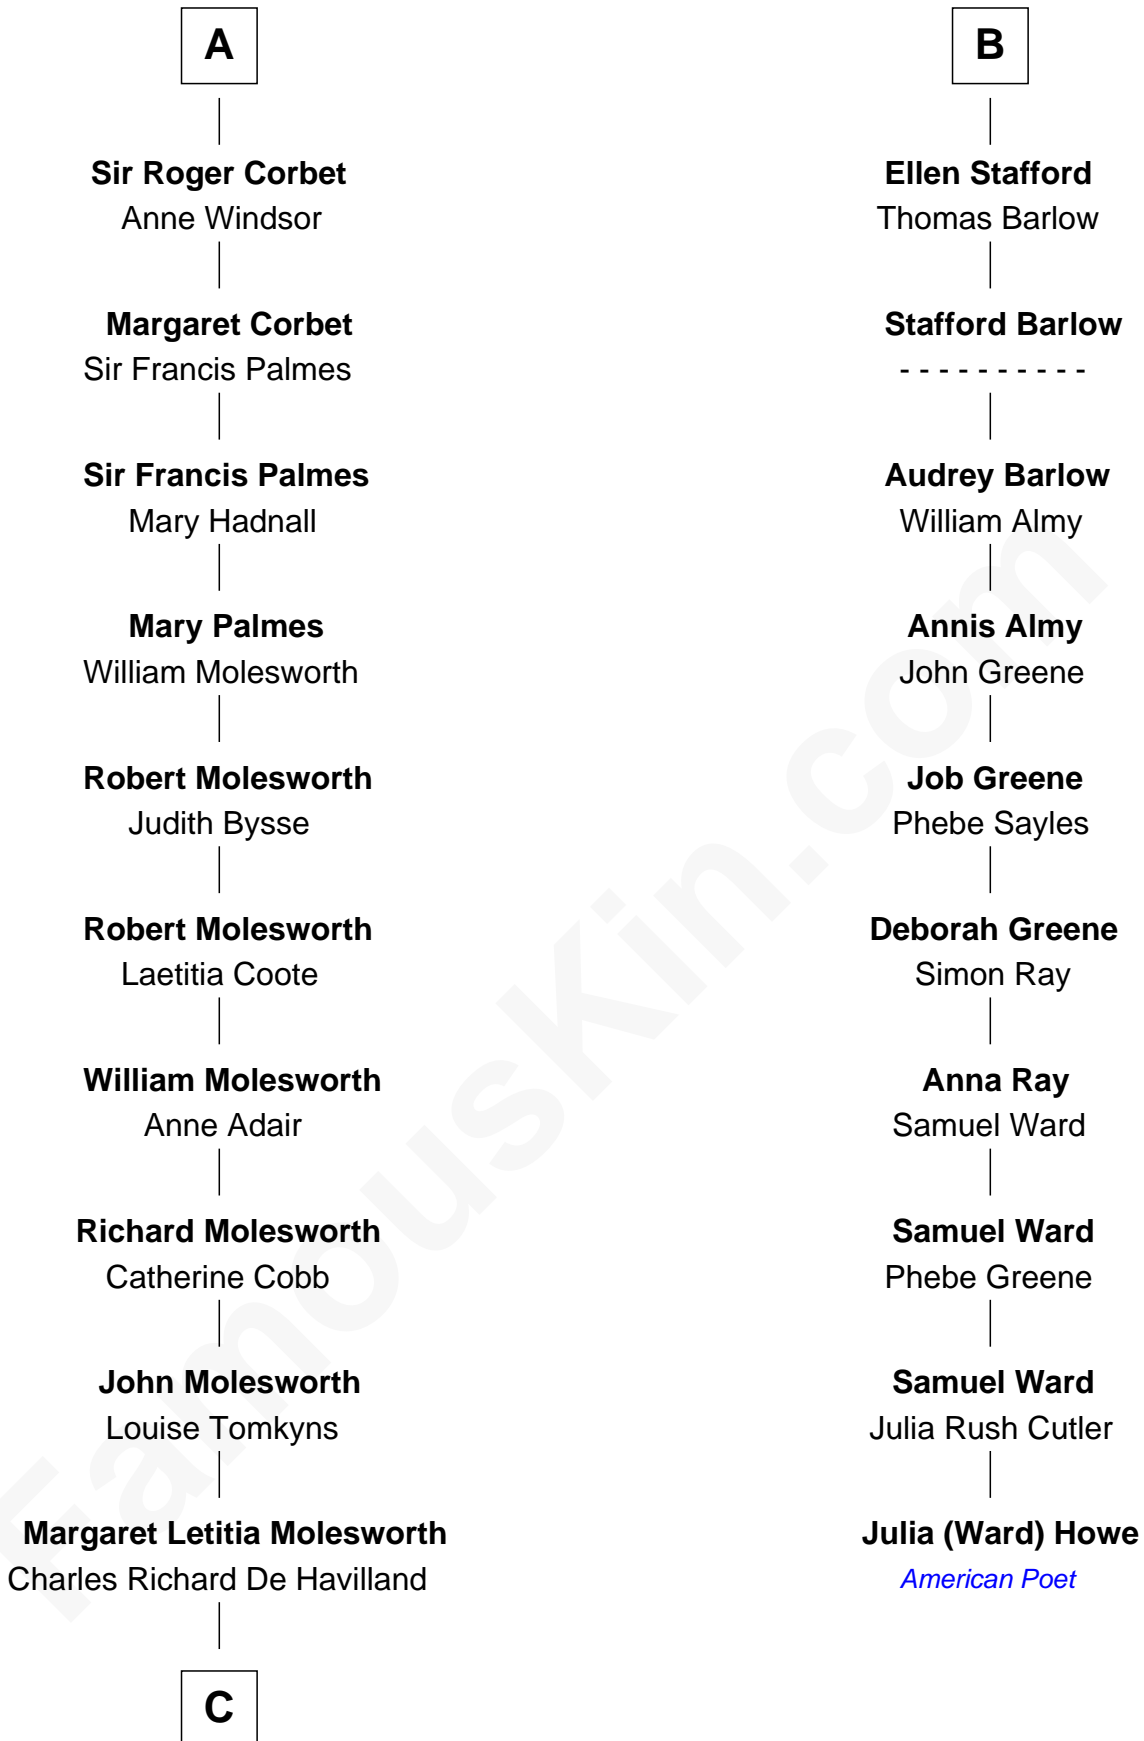 A
Sir Roger Corbet
Anne Windsor
Margaret Corbet
Sir Francis Palmes
Sir Francis Palmes
Mary Hadnall
Mary Palmes
William Molesworth
Robert Molesworth
Judith Bysse
Robert Molesworth
Laetitia Coote
William Molesworth
Anne Adair
Richard Molesworth
Catherine Cobb
John Molesworth
Louise Tomkyns
Margaret Letitia Molesworth
Charles Richard De Havilland
C
B
Ellen Stafford
Thomas Barlow
Stafford Barlow
- - - - - - - - - -
Audrey Barlow
William Almy
Annis Almy
John Greene
Job Greene
Phebe Sayles
Deborah Greene
Simon Ray
Anna Ray
Samuel Ward
Samuel Ward
Phebe Greene
Samuel Ward
Julia Rush Cutler
Julia (Ward) Howe
American Poet
FamousKin.com